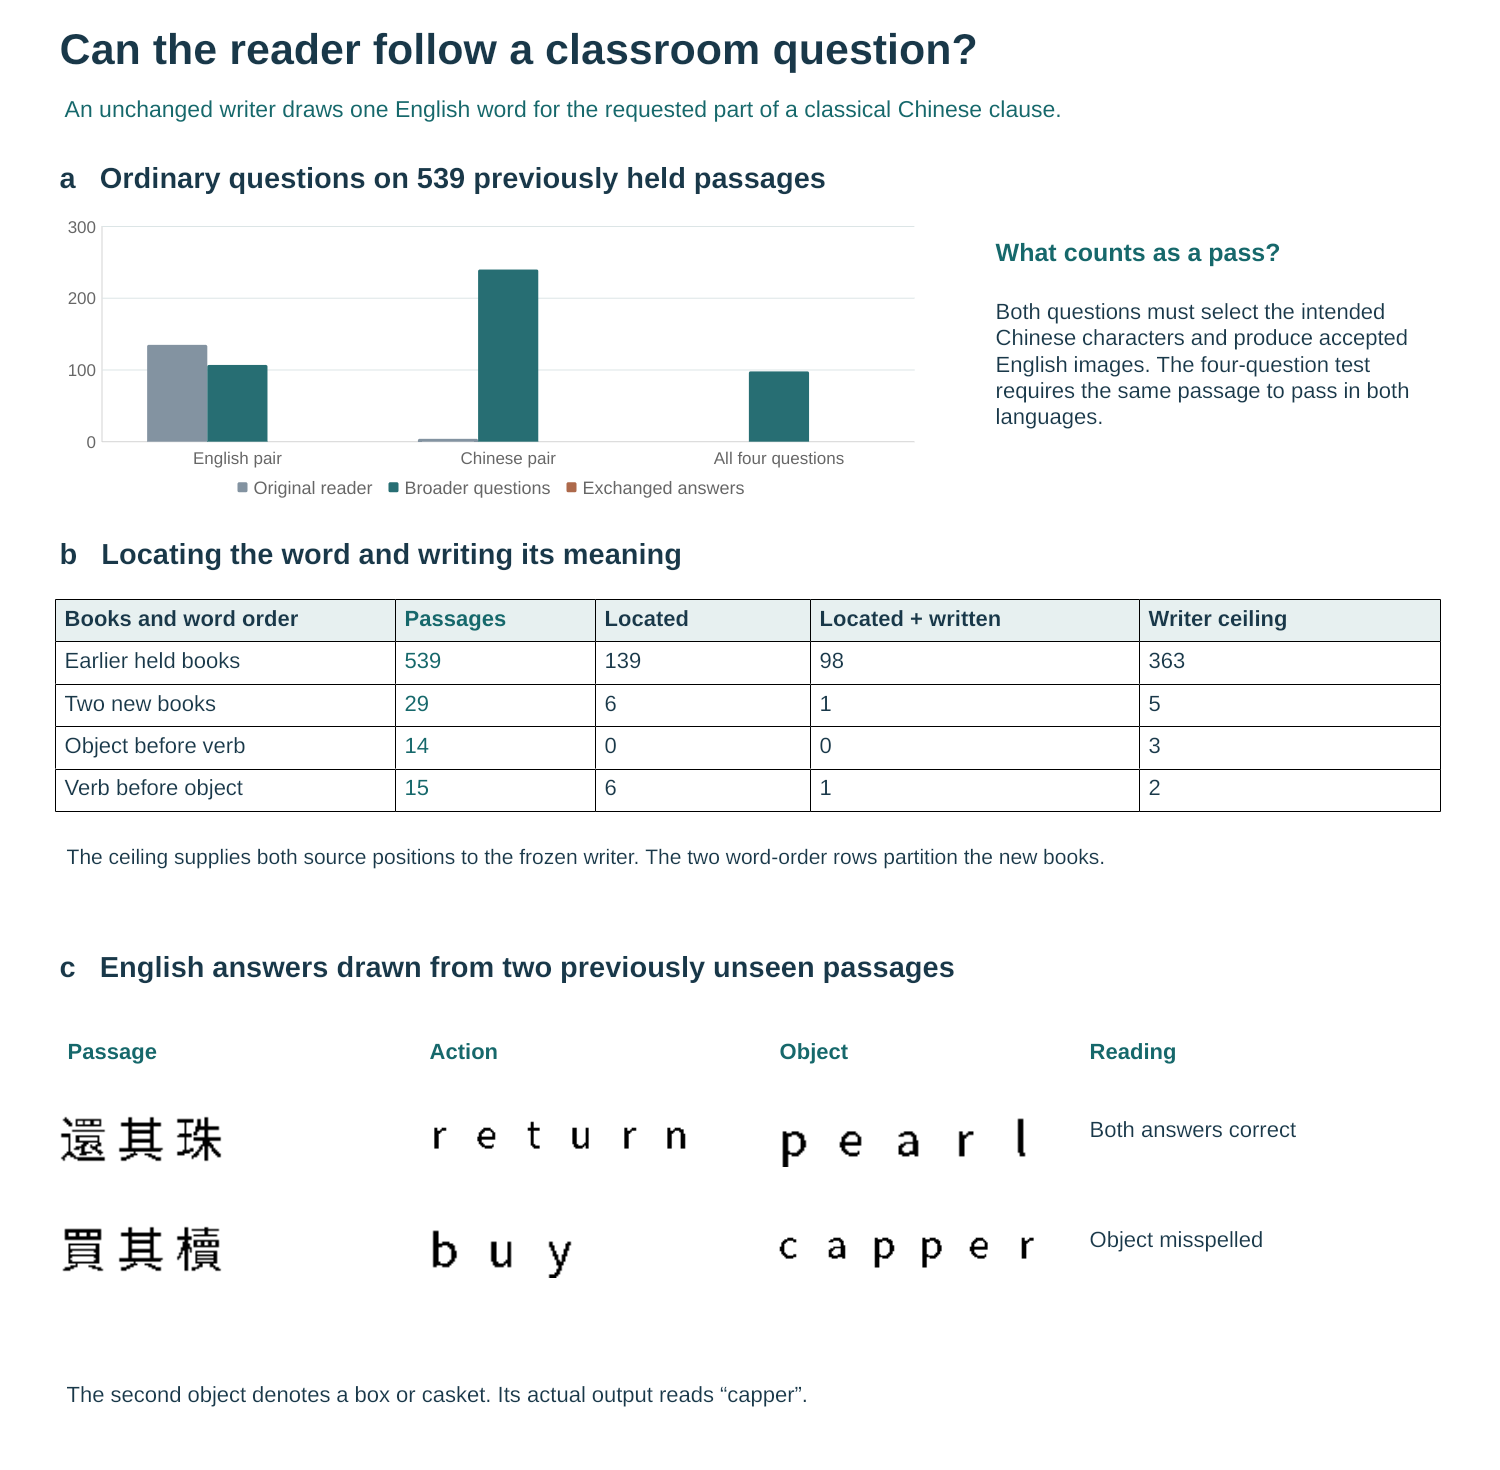 Can the reader follow a classroom question?
An unchanged writer draws one English word for the requested part of a classical Chinese clause.
a Ordinary questions on 539 previously held passages
300
200
100
0
English pair Chinese pair All four questions
Original reader Broader questions Exchanged answers
What counts as a pass?
Both questions must select the intended
Chinese characters and produce accepted
English images. The four-question test
requires the same passage to pass in both
languages.
b Locating the word and writing its meaning
Books and word order Passages Located Located + written Writer ceiling
Earlier held books 539 139 98 363
Two new books 29 6 1 5
Object before verb 14 0 0 3
Verb before object 15 6 1 2
The ceiling supplies both source positions to the frozen writer. The two word-order rows partition the new books.
c English answers drawn from two previously unseen passages
Passage Action Object Reading
還其珠 return pearl Both answers correct
買其櫝 buy capper Object misspelled
The second object denotes a box or casket. Its actual output reads “capper”.